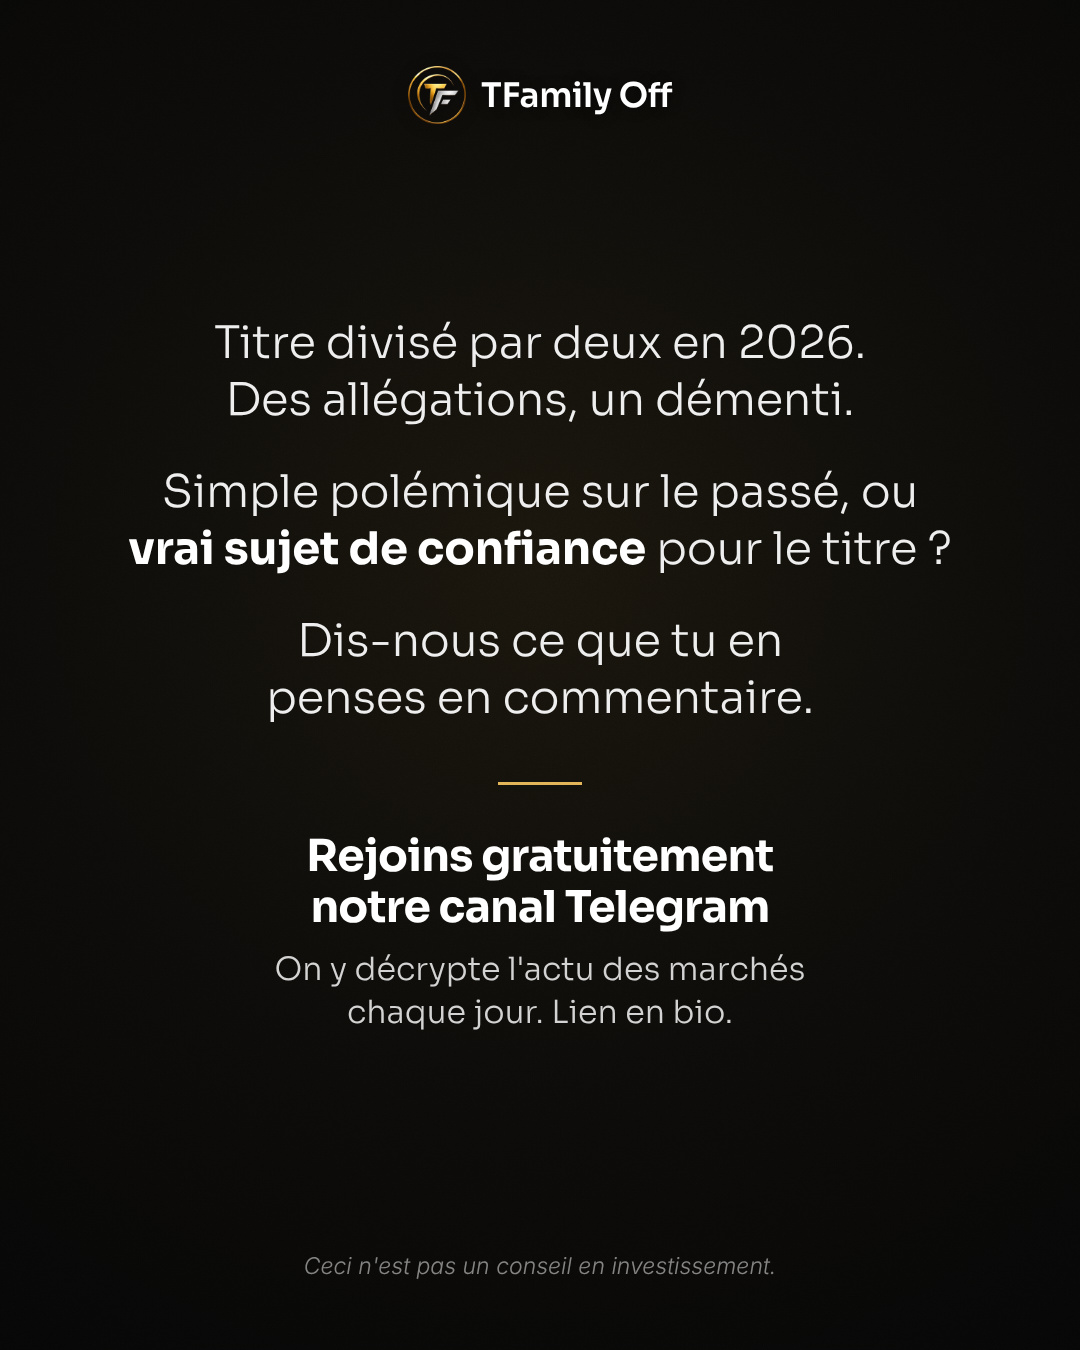 TF TFamily Off
Titre divisé par deux en 2026.
Des allégations, un démenti.
Simple polémique sur le passé, ou
vrai sujet de confiance pour le titre ?
Dis-nous ce que tu en
penses en commentaire.
Rejoins gratuitement
notre canal Telegram
On y décrypte l'actu des marchés
chaque jour. Lien en bio.
Ceci n'est pas un conseil en investissement.